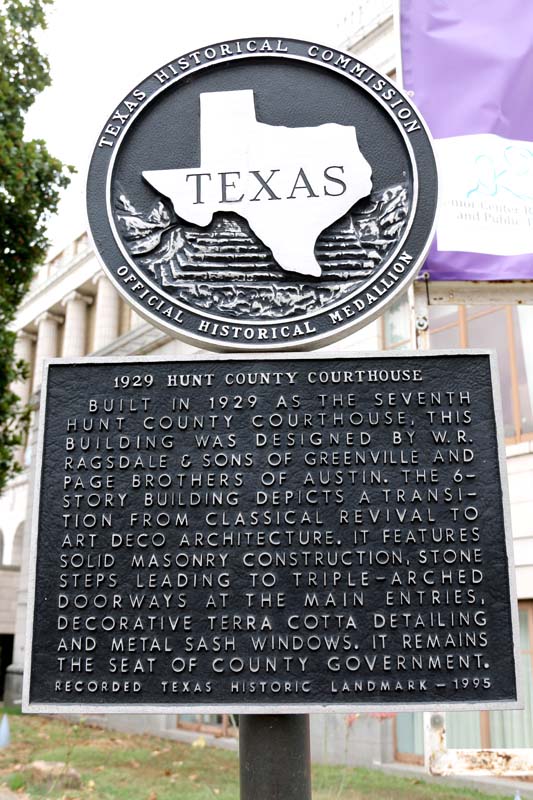 TEXAS HISTORICAL COMMISSION
TEXAS
OFFICIAL HISTORICAL MEDALLION
1929 HUNT COUNTY COURTHOUSE
BUILT IN 1929 AS THE SEVENTH
HUNT COUNTY COURTHOUSE, THIS
BUILDING WAS DESIGNED BY W.R.
RAGSDALE & SONS OF GREENVILLE AND
PAGE BROTHERS OF AUSTIN. THE 6-
STORY BUILDING DEPICTS A TRANSI-
TION FROM CLASSICAL REVIVAL TO
ART DECO ARCHITECTURE. IT FEATURES
SOLID MASONRY CONSTRUCTION, STONE
STEPS LEADING TO TRIPLE-ARCHED
DOORWAYS AT THE MAIN ENTRIES,
DECORATIVE TERRA COTTA DETAILING
AND METAL SASH WINDOWS. IT REMAINS
THE SEAT OF COUNTY GOVERNMENT.
RECORDED TEXAS HISTORIC LANDMARK – 1995
Center
and Public